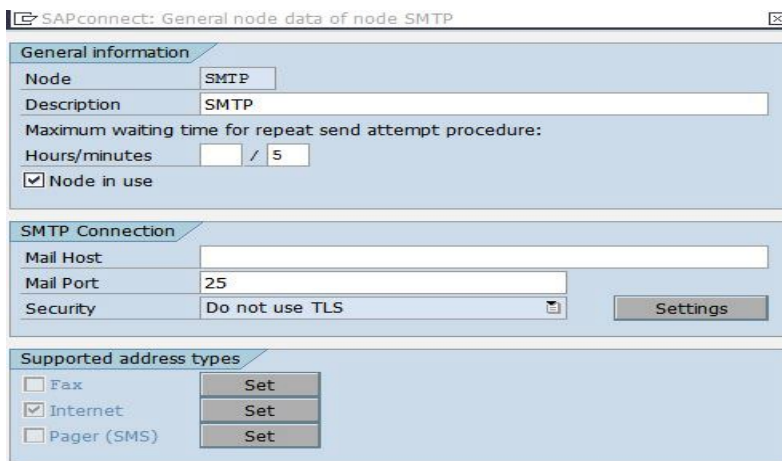 SAPconnect: General node data of node SMTP
General information
Node SMTP
Description SMTP
Maximum waiting time for repeat send attempt procedure:
Hours/minutes / 5
Node in use
SMTP Connection
Mail Host
Mail Port 25
Security Do not use TLS Settings
Supported address types
Fax Set
Internet Set
Pager (SMS) Set